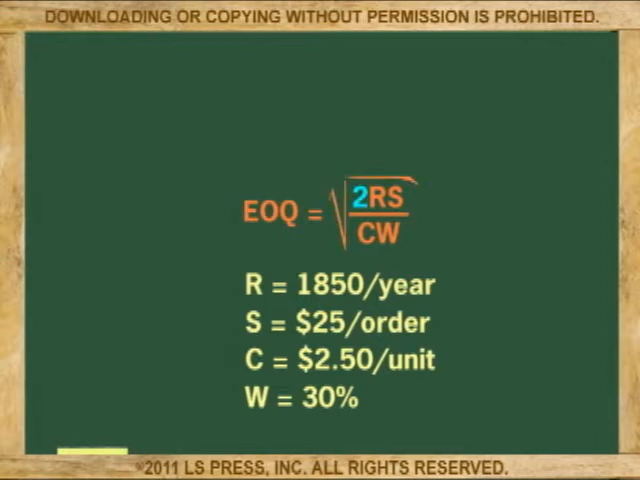 DOWNLOADING OR COPYING WITHOUT PERMISSION IS PROHIBITED.
EOQ = √2RS
CW
R = 1850/year
S = $25/order
C = $2.50/unit
W = 30%
©2011 LS PRESS, INC. ALL RIGHTS RESERVED.